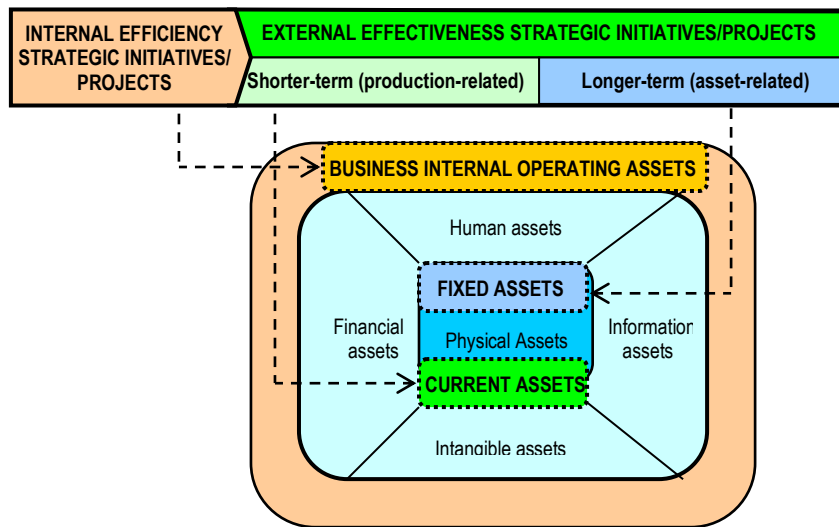 INTERNAL EFFICIENCY
STRATEGIC INITIATIVES/
PROJECTS
EXTERNAL EFFECTIVENESS STRATEGIC INITIATIVES/PROJECTS
Shorter-term (production-related)
Longer-term (asset-related)
BUSINESS INTERNAL OPERATING ASSETS
Human assets
FIXED ASSETS
Financial
assets
Physical Assets
Information
assets
CURRENT ASSETS
Intangible assets